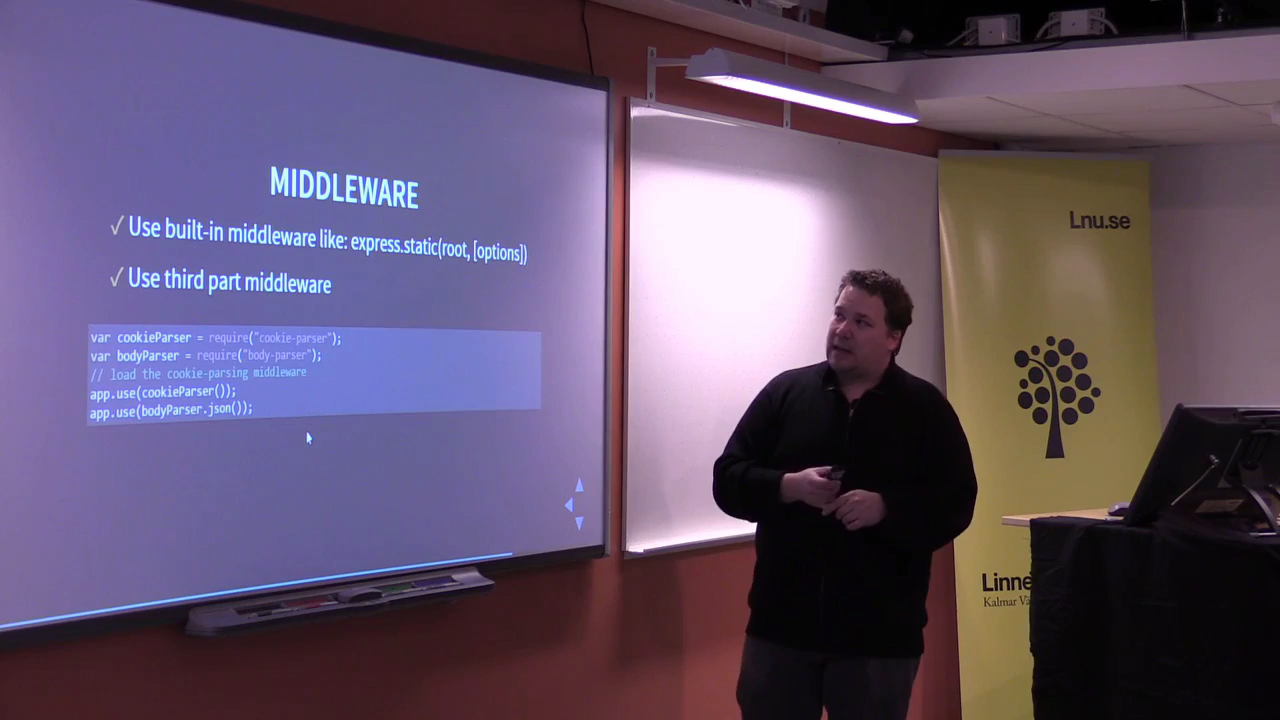 MIDDLEWARE
✓ Use built-in middleware like: express.static(root, [options])
✓ Use third part middleware
var cookieParser = require("cookie-parser");
var bodyParser = require("body-parser");
// load the cookie-parsing middleware
app.use(cookieParser());
app.use(bodyParser.json());
Lnu.se
Linne
Kalmar Vä